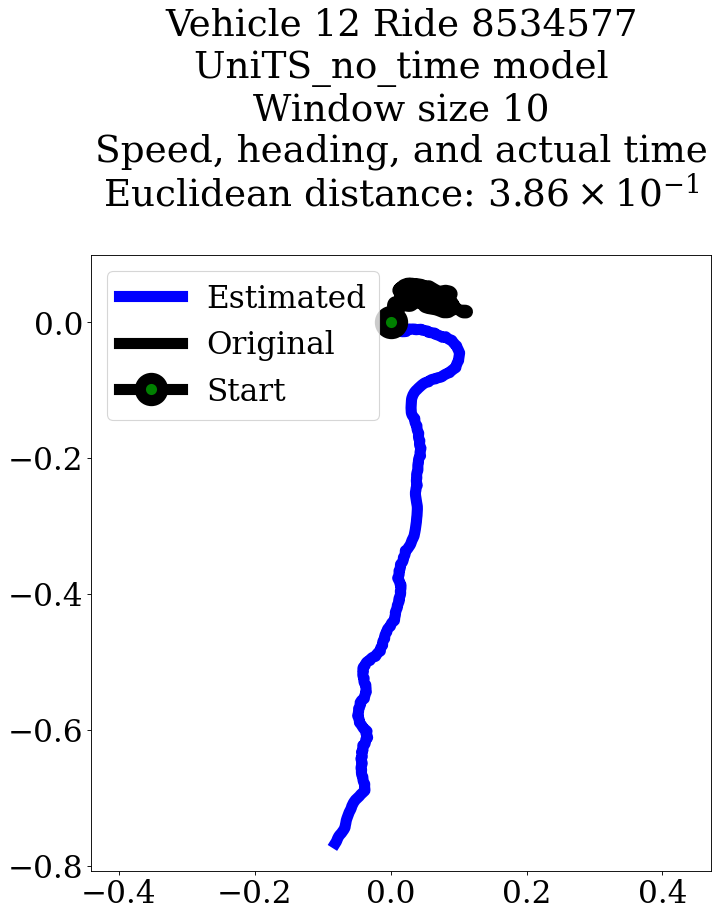 Vehicle 12 Ride 8534577
UniTS_no_time model
Window size 10
Speed, heading, and actual time
Euclidean distance: 3.86 × 10⁻¹
Estimated
Original
Start
0.0
−0.2
−0.4
−0.6
−0.8
−0.4 −0.2 0.0 0.2 0.4